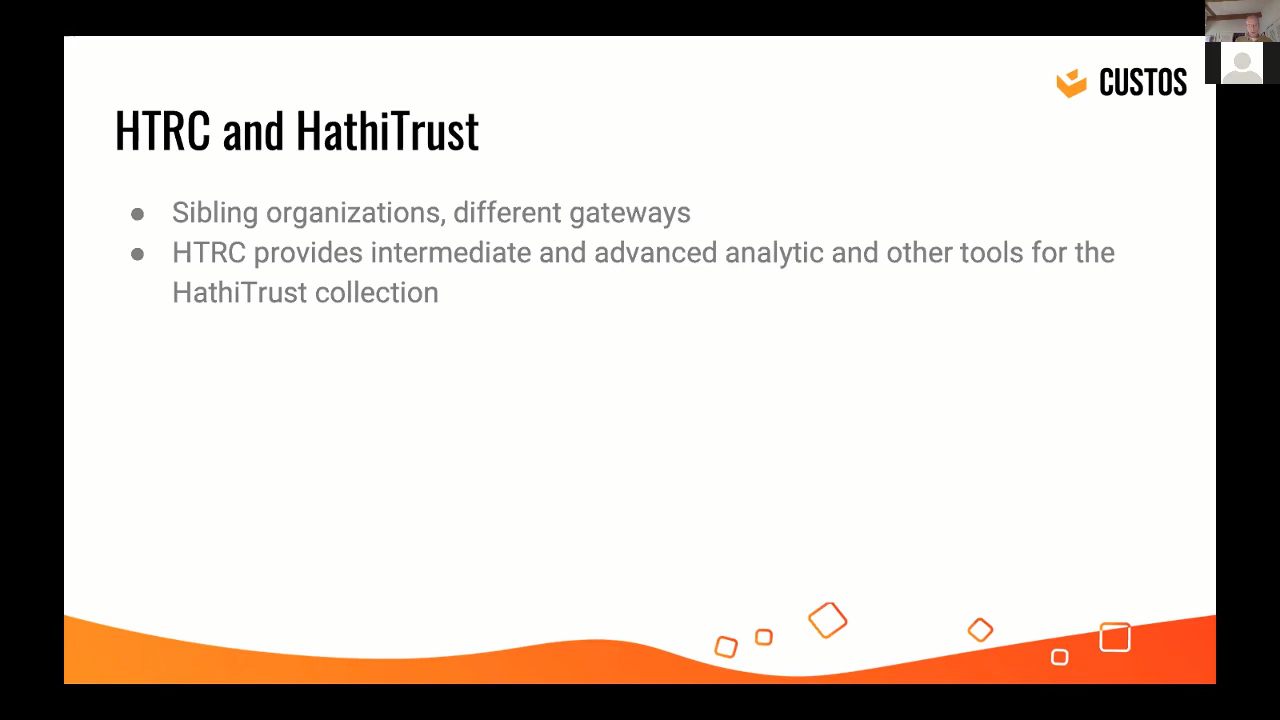 CUSTOS
HTRC and HathiTrust
● Sibling organizations, different gateways
● HTRC provides intermediate and advanced analytic and other tools for the
HathiTrust collection